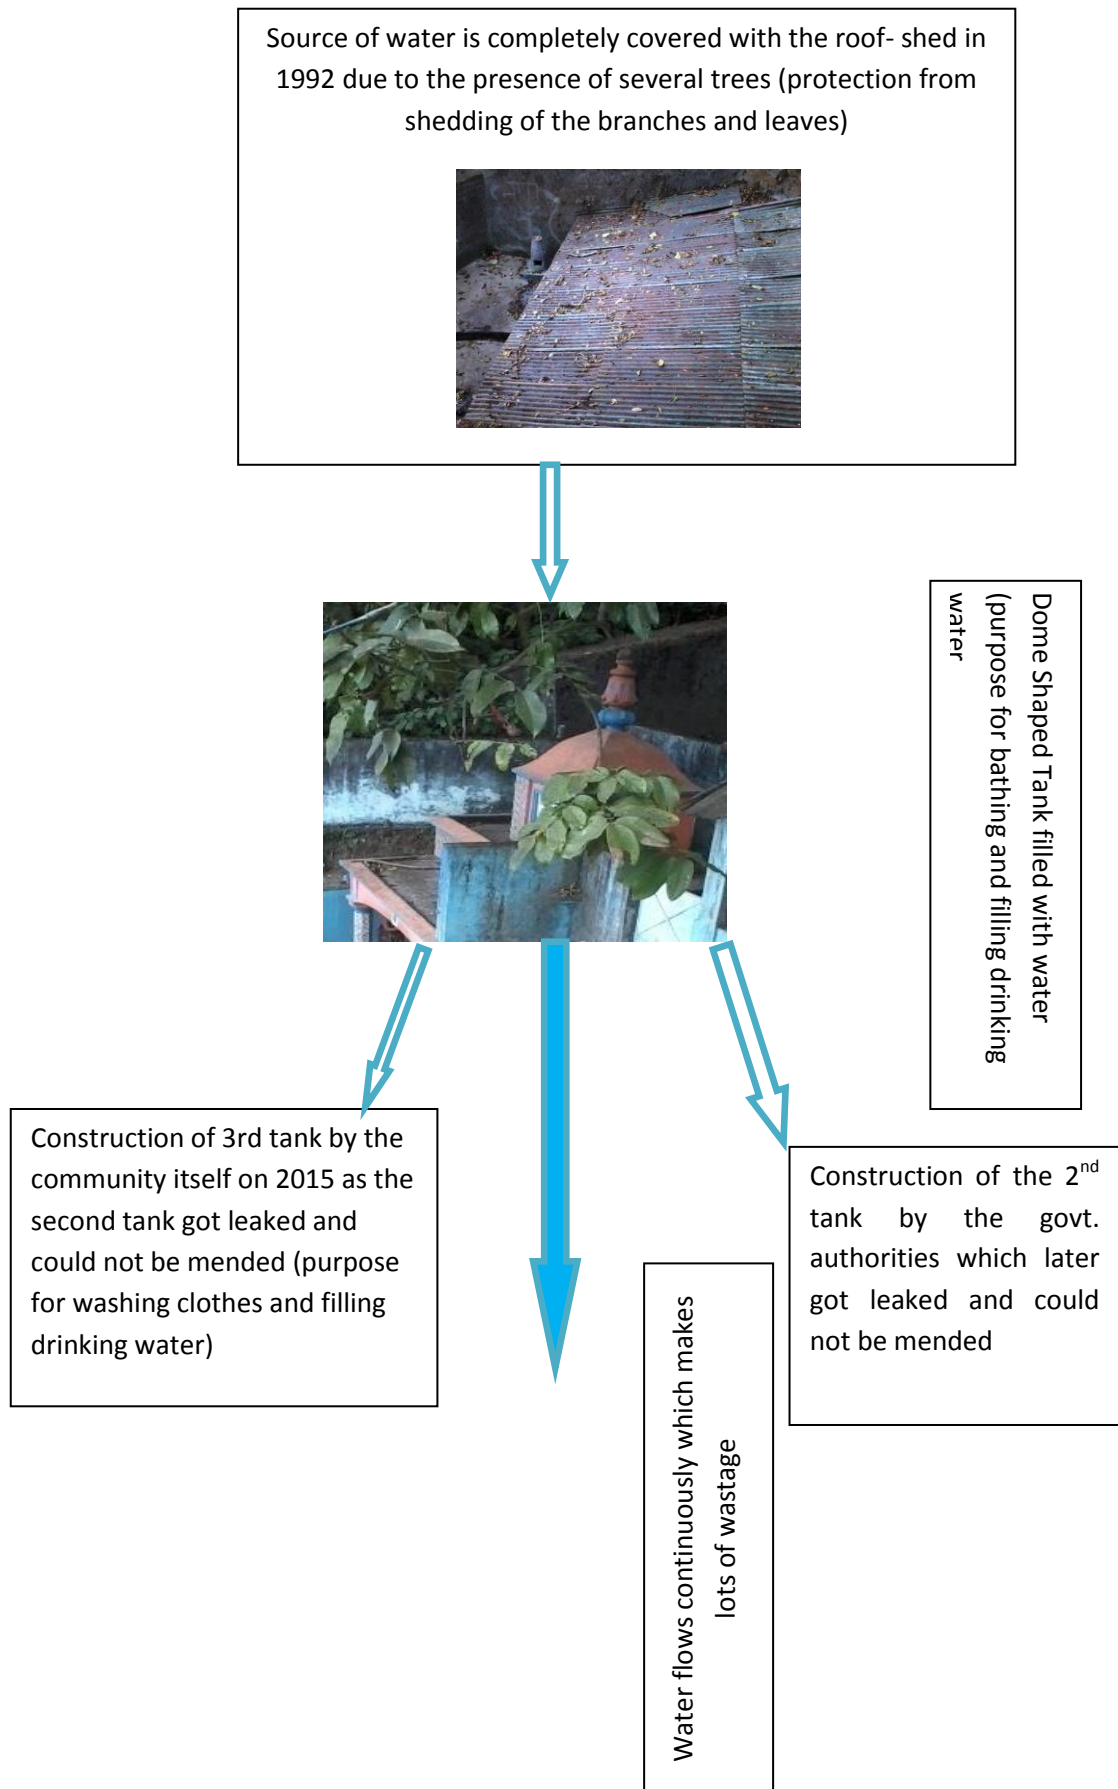 Source of water is completely covered with the roof- shed in
1992 due to the presence of several trees (protection from
shedding of the branches and leaves)
Dome Shaped Tank filled with water
(purpose for bathing and filling drinking
water
Construction of 3rd tank by the
community itself on 2015 as the
second tank got leaked and
could not be mended (purpose
for washing clothes and filling
drinking water)
Construction of the 2nd
tank by the govt.
authorities which later
got leaked and could
not be mended
Water flows continuously which makes
lots of wastage